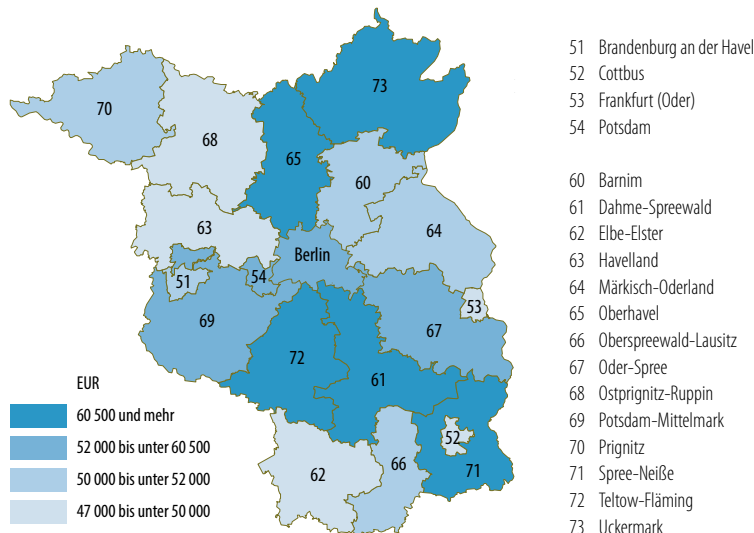 73
70
68
65
60
63
64
Berlin
51
54
53
67
69
72
61
52
62
66
71
EUR
60 500 und mehr
52 000 bis unter 60 500
50 000 bis unter 52 000
47 000 bis unter 50 000
51 Brandenburg an der Havel
52 Cottbus
53 Frankfurt (Oder)
54 Potsdam
60 Barnim
61 Dahme-Spreewald
62 Elbe-Elster
63 Havelland
64 Märkisch-Oderland
65 Oberhavel
66 Oberspreewald-Lausitz
67 Oder-Spree
68 Ostprignitz-Ruppin
69 Potsdam-Mittelmark
70 Prignitz
71 Spree-Neiße
72 Teltow-Fläming
73 Uckermark